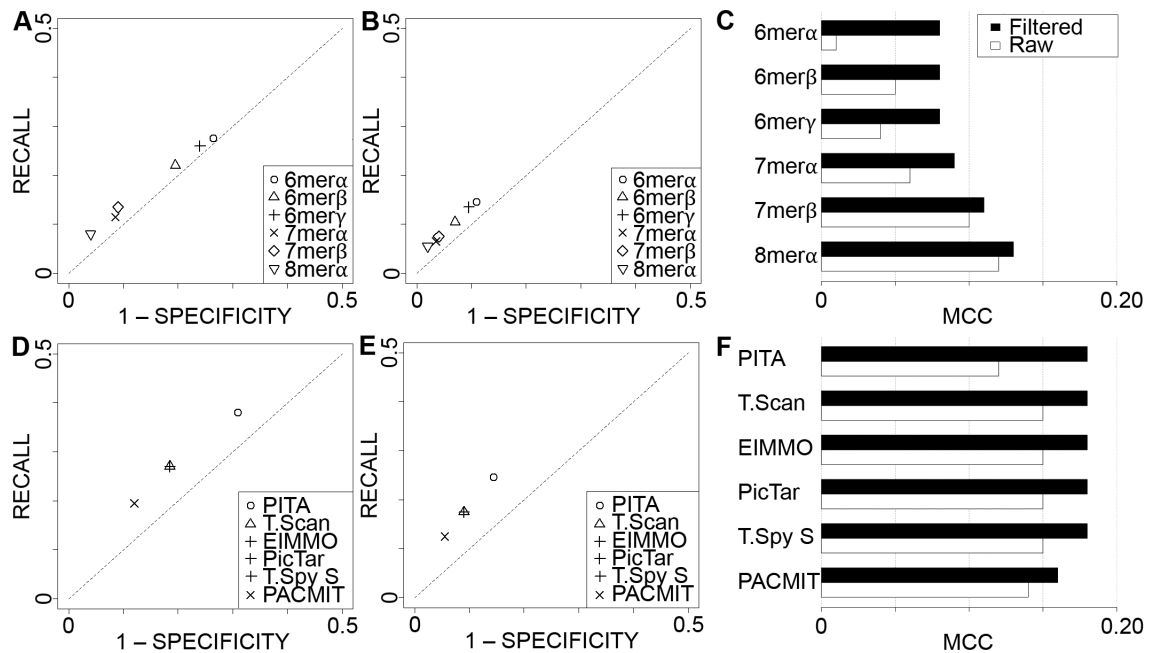 A
0.5
RECALL
0
6merα
6merβ
6merγ
7merα
7merβ
8merα
0
0.5
1 – SPECIFICITY
B
0.5
RECALL
0
6merα
6merβ
6merγ
7merα
7merβ
8merα
0
0.5
1 – SPECIFICITY
C
Filtered
Raw
6merα
6merβ
6merγ
7merα
7merβ
8merα
0
0.20
MCC
D
0.5
RECALL
0
PITA
T.Scan
EIMMO
PicTar
T.Spy S
PACMIT
0
0.5
1 – SPECIFICITY
E
0.5
RECALL
0
PITA
T.Scan
EIMMO
PicTar
T.Spy S
PACMIT
0
0.5
1 – SPECIFICITY
F
PITA
T.Scan
EIMMO
PicTar
T.Spy S
PACMIT
0
0.20
MCC